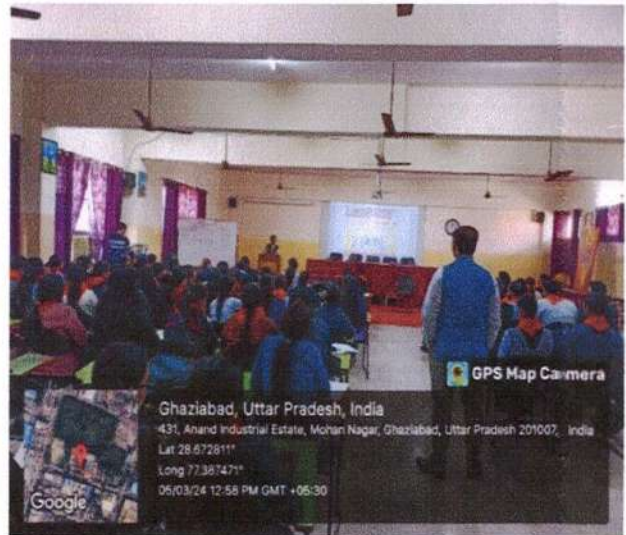 GPS Map Camera
Ghaziabad, Uttar Pradesh, India
431, Anand Industrial Estate, Mohan Nagar, Ghaziabad, Uttar Pradesh 201007, India
Lat 28.672811°
Long 77.387471°
05/03/24 12:58 PM GMT +05:30
Google